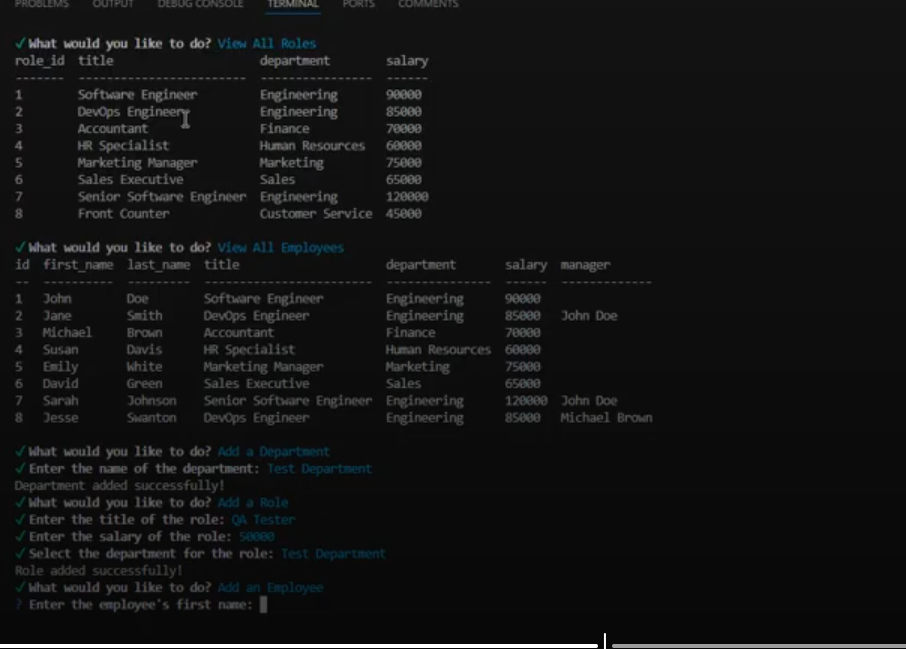 PROBLEMS OUTPUT DEBUG CONSOLE TERMINAL PORTS COMMENTS
✓ What would you like to do? View All Roles
role_id title department salary
------- ------------------------ ---------------- ------
1 Software Engineer Engineering 90000
2 DevOps Engineer Engineering 85000
3 Accountant Finance 70000
4 HR Specialist Human Resources 60000
5 Marketing Manager Marketing 75000
6 Sales Executive Sales 65000
7 Senior Software Engineer Engineering 120000
8 Front Counter Customer Service 45000
✓ What would you like to do? View All Employees
id first_name last_name title department salary manager
-- ---------- --------- ------------------------ --------------- ------ -------------
1 John Doe Software Engineer Engineering 90000
2 Jane Smith DevOps Engineer Engineering 85000 John Doe
3 Michael Brown Accountant Finance 70000
4 Susan Davis HR Specialist Human Resources 60000
5 Emily White Marketing Manager Marketing 75000
6 David Green Sales Executive Sales 65000
7 Sarah Johnson Senior Software Engineer Engineering 120000 John Doe
8 Jesse Swanton DevOps Engineer Engineering 85000 Michael Brown
✓ What would you like to do? Add a Department
✓ Enter the name of the department: Test Department
Department added successfully!
✓ What would you like to do? Add a Role
✓ Enter the title of the role: QA Tester
✓ Enter the salary of the role: 50000
✓ Select the department for the role: Test Department
Role added successfully!
✓ What would you like to do? Add an Employee
? Enter the employee's first name: